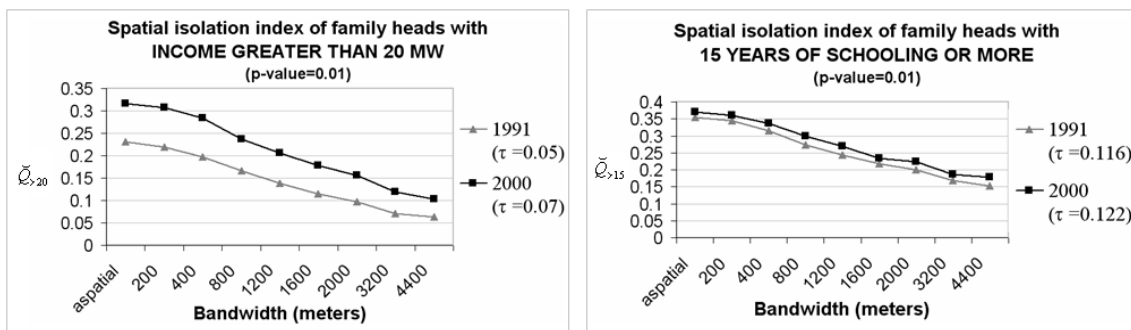 Spatial isolation index of family heads with
INCOME GREATER THAN 20 MW
(p-value=0.01)
0.35
0.3
0.25
0.2
0.15
0.1
0.05
0
Q̆>20
aspatial
200
400
800
1200
1600
2000
3200
4400
Bandwidth (meters)
1991
(τ =0.05)
2000
(τ =0.07)
Spatial isolation index of family heads with
15 YEARS OF SCHOOLING OR MORE
(p-value=0.01)
0.4
0.35
0.3
0.25
0.2
0.15
0.1
0.05
0
Q̆>15
aspatial
200
400
800
1200
1600
2000
3200
4400
Bandwidth (meters)
1991
(τ =0.116)
2000
(τ =0.122)